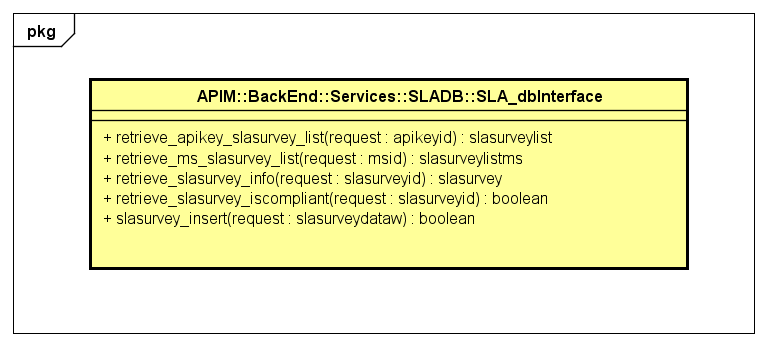 pkg
APIM::BackEnd::Services::SLADB::SLA_dbInterface
+ retrieve_apikey_slasurvey_list(request : apikeyid) : slasurveylist
+ retrieve_ms_slasurvey_list(request : msid) : slasurveylistms
+ retrieve_slasurvey_info(request : slasurveyid) : slasurvey
+ retrieve_slasurvey_iscompliant(request : slasurveyid) : boolean
+ slasurvey_insert(request : slasurveydataw) : boolean